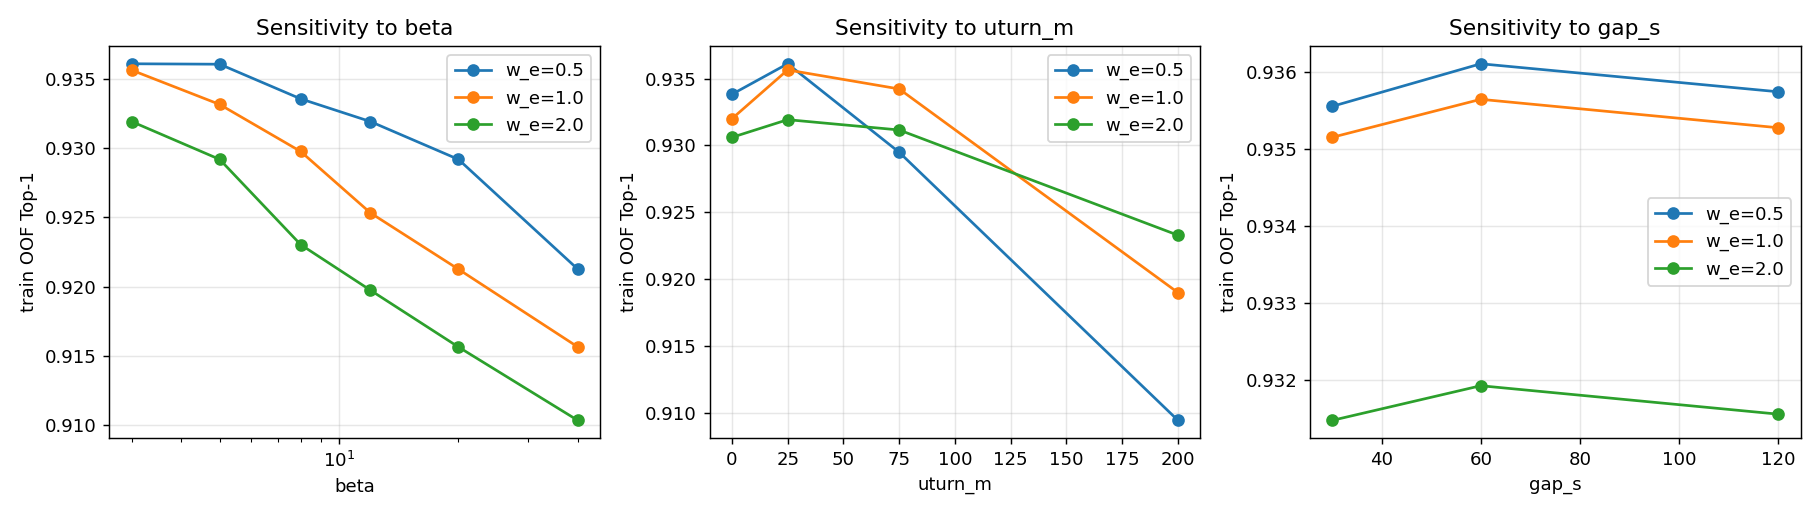 Sensitivity to beta
train OOF Top-1
0.935
0.930
0.925
0.920
0.915
0.910
w_e=0.5
w_e=1.0
w_e=2.0
10^1
beta
Sensitivity to uturn_m
train OOF Top-1
0.935
0.930
0.925
0.920
0.915
0.910
w_e=0.5
w_e=1.0
w_e=2.0
0 25 50 75 100 125 150 175 200
uturn_m
Sensitivity to gap_s
train OOF Top-1
0.936
0.935
0.934
0.933
0.932
w_e=0.5
w_e=1.0
w_e=2.0
40 60 80 100 120
gap_s